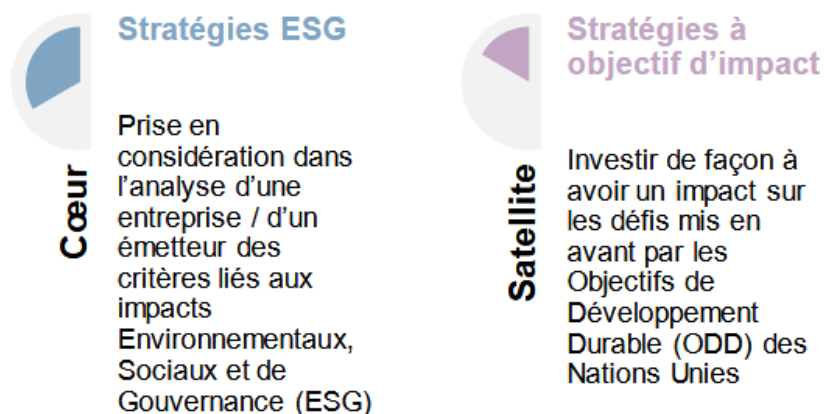 Stratégies ESG
Cœur
Prise en
considération dans
l’analyse d’une
entreprise / d’un
émetteur des
critères liés aux
impacts
Environnementaux,
Sociaux et de
Gouvernance (ESG)
Stratégies à
objectif d’impact
Satellite
Investir de façon à
avoir un impact sur
les défis mis en
avant par les
Objectifs de
Développement
Durable (ODD) des
Nations Unies